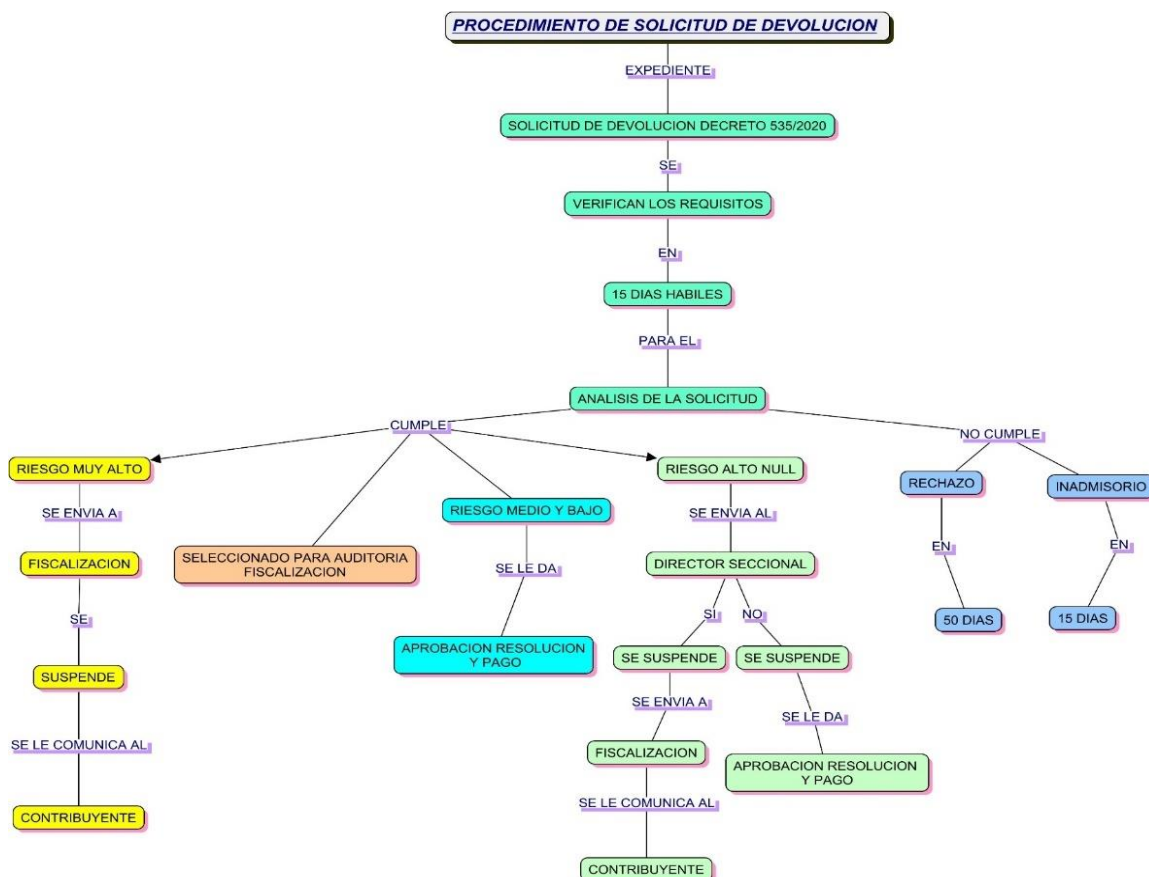 PROCEDIMIENTO DE SOLICITUD DE DEVOLUCION
EXPEDIENTE
SOLICITUD DE DEVOLUCION DECRETO 535/2020
SE
VERIFICAN LOS REQUISITOS
EN
15 DIAS HABILES
PARA EL
ANALISIS DE LA SOLICITUD
CUMPLE
NO CUMPLE
RIESGO MUY ALTO
SE ENVIA A
FISCALIZACION
SE
SUSPENDE
SE LE COMUNICA AL
CONTRIBUYENTE
SELECCIONADO PARA AUDITORIA
FISCALIZACION
RIESGO MEDIO Y BAJO
SE LE DA
APROBACION RESOLUCION
Y PAGO
RIESGO ALTO NULL
SE ENVIA AL
DIRECTOR SECCIONAL
SI
SE SUSPENDE
SE ENVIA A
FISCALIZACION
SE LE COMUNICA AL
CONTRIBUYENTE
NO
SE SUSPENDE
SE LE DA
APROBACION RESOLUCION
Y PAGO
RECHAZO
EN
50 DIAS
INADMISORIO
EN
15 DIAS